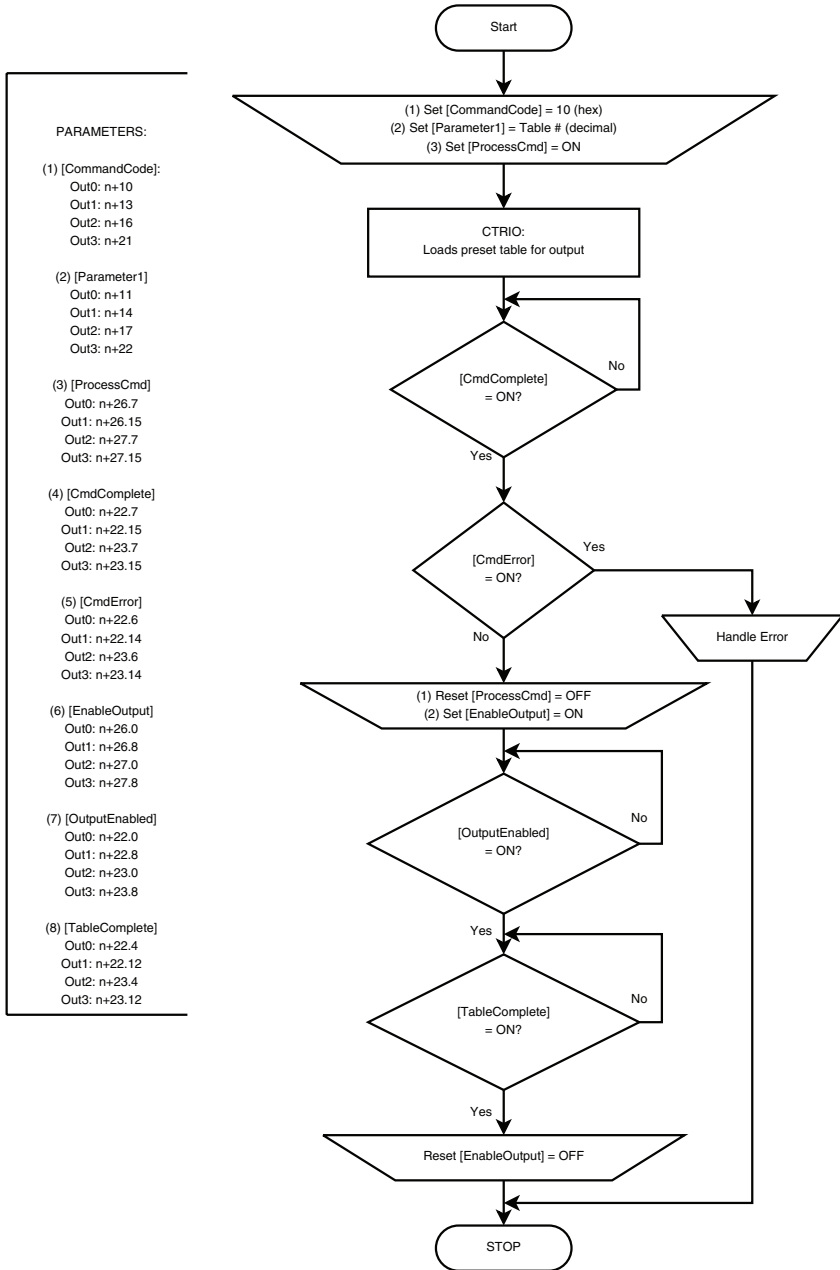 Start
(1) Set [CommandCode] = 10 (hex)
(2) Set [Parameter1] = Table # (decimal)
(3) Set [ProcessCmd] = ON
CTRIO:
Loads preset table for output
[CmdComplete]
= ON?
No
Yes
[CmdError]
= ON?
Yes
No
Handle Error
(1) Reset [ProcessCmd] = OFF
(2) Set [EnableOutput] = ON
[OutputEnabled]
= ON?
No
Yes
[TableComplete]
= ON?
No
Yes
Reset [EnableOutput] = OFF
STOP
PARAMETERS:
(1) [CommandCode]:
Out0: n+10
Out1: n+13
Out2: n+16
Out3: n+21
(2) [Parameter1]
Out0: n+11
Out1: n+14
Out2: n+17
Out3: n+22
(3) [ProcessCmd]
Out0: n+26.7
Out1: n+26.15
Out2: n+27.7
Out3: n+27.15
(4) [CmdComplete]
Out0: n+22.7
Out1: n+22.15
Out2: n+23.7
Out3: n+23.15
(5) [CmdError]
Out0: n+22.6
Out1: n+22.14
Out2: n+23.6
Out3: n+23.14
(6) [EnableOutput]
Out0: n+26.0
Out1: n+26.8
Out2: n+27.0
Out3: n+27.8
(7) [OutputEnabled]
Out0: n+22.0
Out1: n+22.8
Out2: n+23.0
Out3: n+23.8
(8) [TableComplete]
Out0: n+22.4
Out1: n+22.12
Out2: n+23.4
Out3: n+23.12